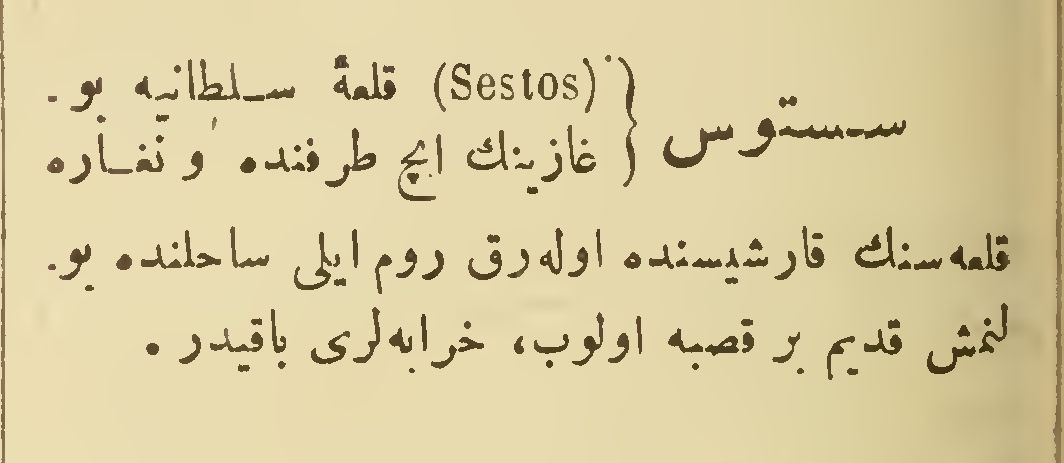 سستوس { (Sestos) قلعهٔ سلطانیه بو-
غازینك ایچ طرفنده و نغاره
قلعه‌سنك قارشیسنده اوله‌رق روم ایلی ساحلنده بو-
لنمش قدیم بر قصبه اولوب، خرابه‌لری باقیدر .